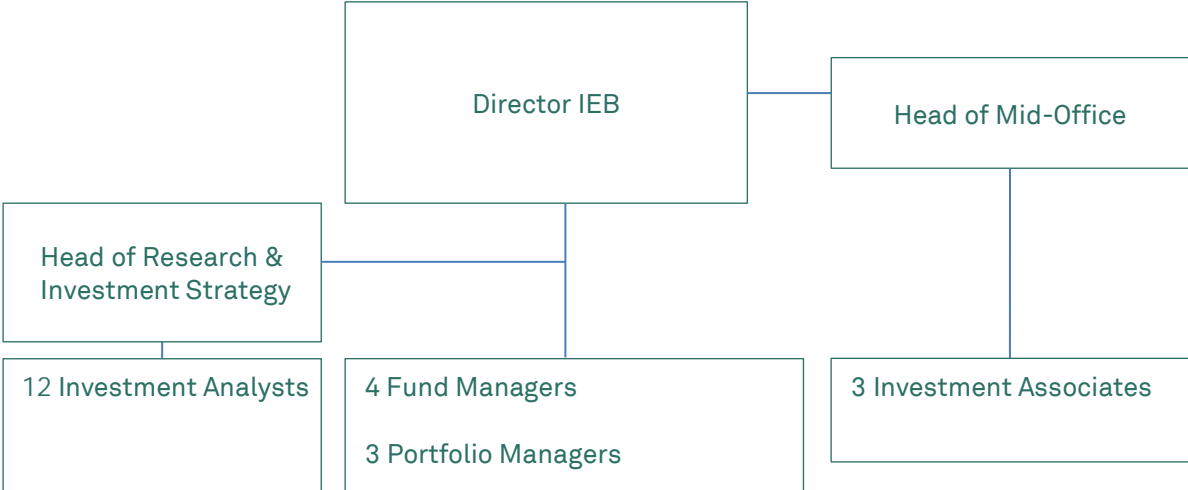 Director IEB
Head of Mid-Office
Head of Research &
Investment Strategy
12 Investment Analysts
4 Fund Managers
3 Portfolio Managers
3 Investment Associates